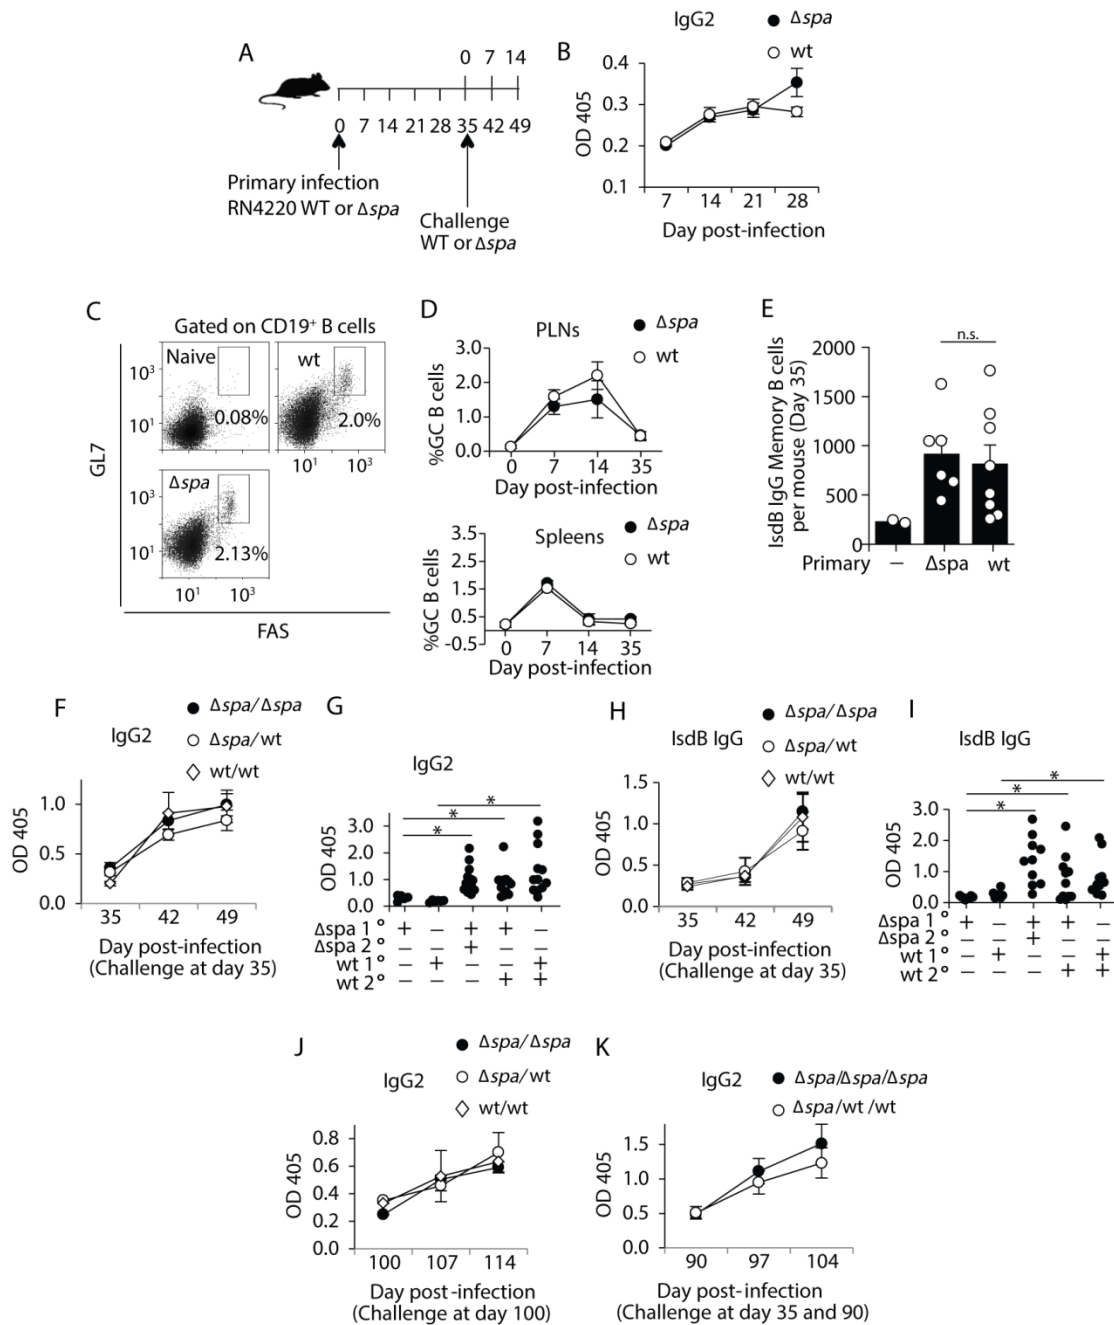 A
0 7 14
0 7 14 21 28 35 42 49
Primary infection
RN4220 WT or Δspa
Challenge
WT or Δspa
B
IgG2
Δspa
wt
OD 405
0.4
0.3
0.2
0.1
7 14 21 28
Day post-infection
C
Gated on CD19⁺ B cells
Naive
wt
10³
10¹
0.08%
2.0%
10¹ 10³
Δspa
10³
10¹
2.13%
10¹ 10³
GL7
FAS
D
PLNs
Δspa
wt
%GC B cells
3.0
2.0
1.0
0.0
0 7 14 35
Day post-infection
Spleens
Δspa
wt
%GC B cells
3.5
2.5
1.5
0.5
-0.5
0 7 14 35
Day post-infection
E
n.s.
IsdB IgG Memory B cells
per mouse (Day 35)
2000
1500
1000
500
0
Primary – Δspa wt
F
IgG2
Δspa/Δspa
Δspa/wt
wt/wt
OD 405
1.0
0.5
0.0
35 42 49
Day post-infection
(Challenge at day 35)
G
IgG2
*
*
*
OD 405
3.0
2.0
1.0
0.0
Δspa 1° + – + + –
Δspa 2° – – + – –
wt 1° – + – – +
wt 2° – – – + +
H
IsdB IgG
Δspa/Δspa
Δspa/wt
wt/wt
OD 405
1.5
1.0
0.5
0.0
35 42 49
Day post-infection
(Challenge at day 35)
I
IsdB IgG
*
*
*
OD 405
3.0
2.0
1.0
0.0
Δspa 1° + – + + –
Δspa 2° – – + – –
wt 1° – + – – +
wt 2° – – – + +
J
IgG2
Δspa/Δspa
Δspa/wt
wt/wt
OD 405
0.8
0.6
0.4
0.2
0.0
100 107 114
Day post-infection
(Challenge at day 100)
K
IgG2
Δspa/Δspa/Δspa
Δspa/wt/wt
OD 405
1.5
1.0
0.5
0.0
90 97 104
Day post-infection
(Challenge at day 35 and 90)